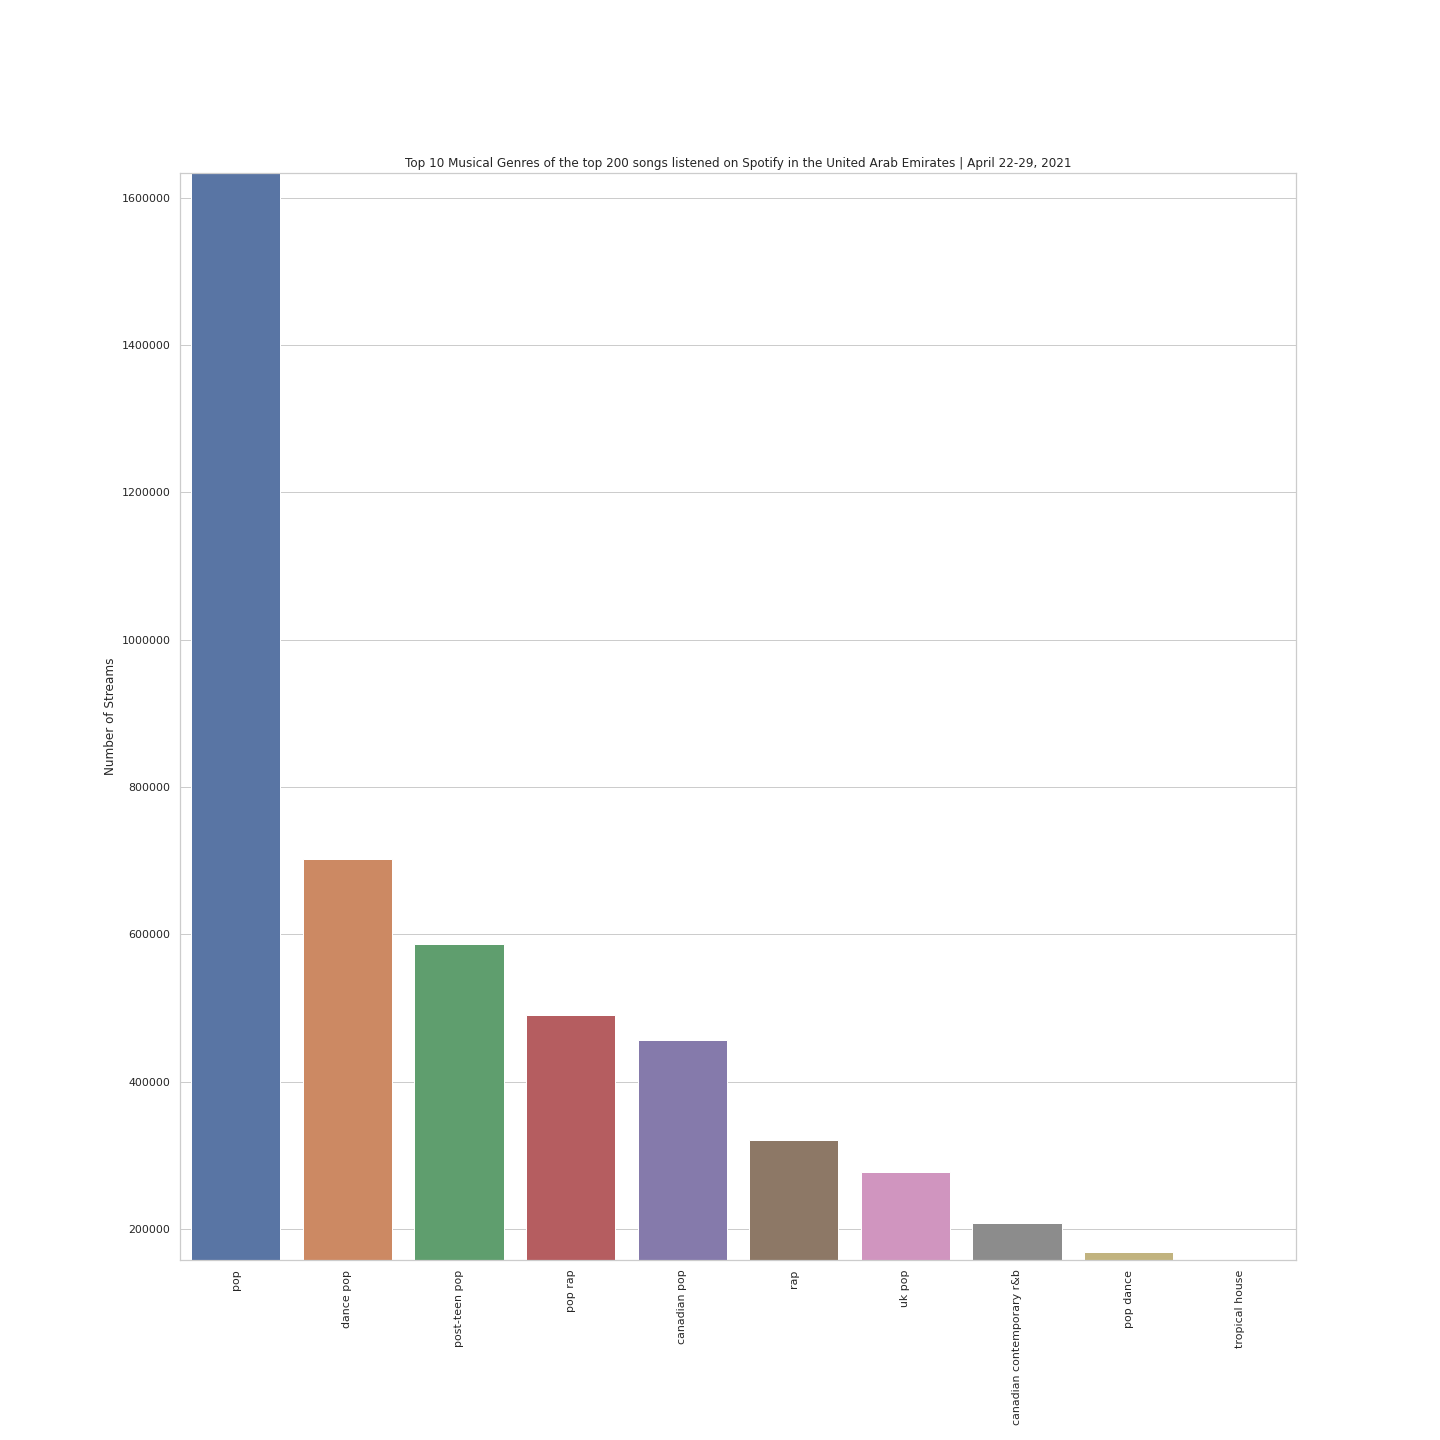 Top 10 Musical Genres of the top 200 songs listened on Spotify in the United Arab Emirates | April 22-29, 2021
1600000
1400000
1200000
1000000
800000
600000
400000
200000
Number of Streams
pop
dance pop
post-teen pop
pop rap
canadian pop
rap
uk pop
canadian contemporary r&b
pop dance
tropical house